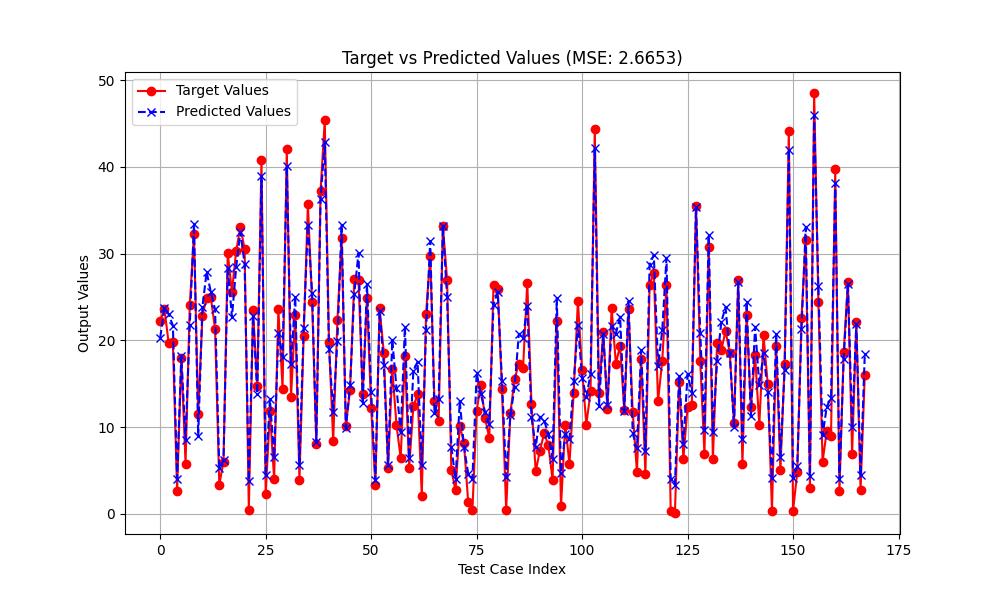 Target vs Predicted Values (MSE: 2.6653)
Target Values
Predicted Values
Output Values
50
40
30
20
10
0
0 25 50 75 100 125 150 175
Test Case Index